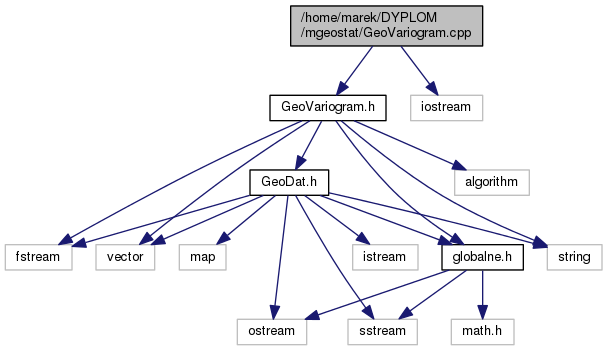 /home/marek/DYPLOM
/mgeostat/GeoVariogram.cpp
GeoVariogram.h
iostream
algorithm
GeoDat.h
fstream
vector
map
istream
globalne.h
string
ostream
sstream
math.h